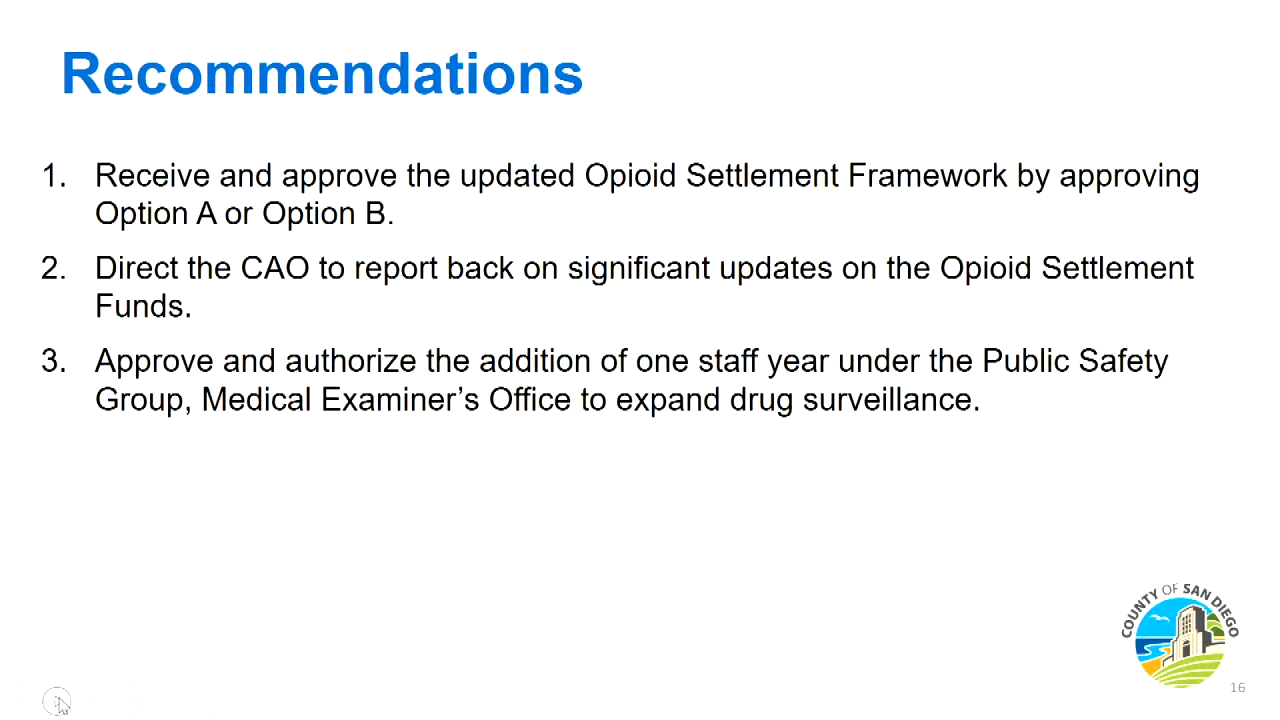 Recommendations
1. Receive and approve the updated Opioid Settlement Framework by approving
Option A or Option B.
2. Direct the CAO to report back on significant updates on the Opioid Settlement
Funds.
3. Approve and authorize the addition of one staff year under the Public Safety
Group, Medical Examiner’s Office to expand drug surveillance.
COUNTY OF SAN DIEGO
16